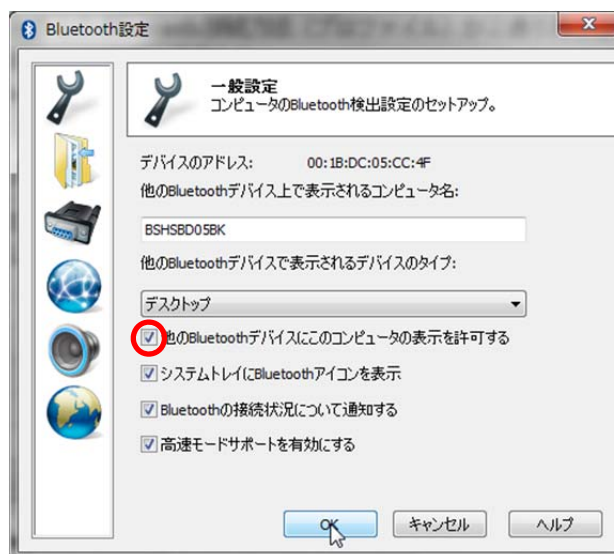 Bluetooth設定
一般設定
コンピュータのBluetooth検出設定のセットアップ。
デバイスのアドレス: 00:1B:DC:05:CC:4F
他のBluetoothデバイス上で表示されるコンピュータ名:
BSHSBD05BK
他のBluetoothデバイスで表示されるデバイスのタイプ:
デスクトップ
他のBluetoothデバイスにこのコンピュータの表示を許可する
システムトレイにBluetoothアイコンを表示
Bluetoothの接続状況について通知する
高速モードサポートを有効にする
OK キャンセル ヘルプ